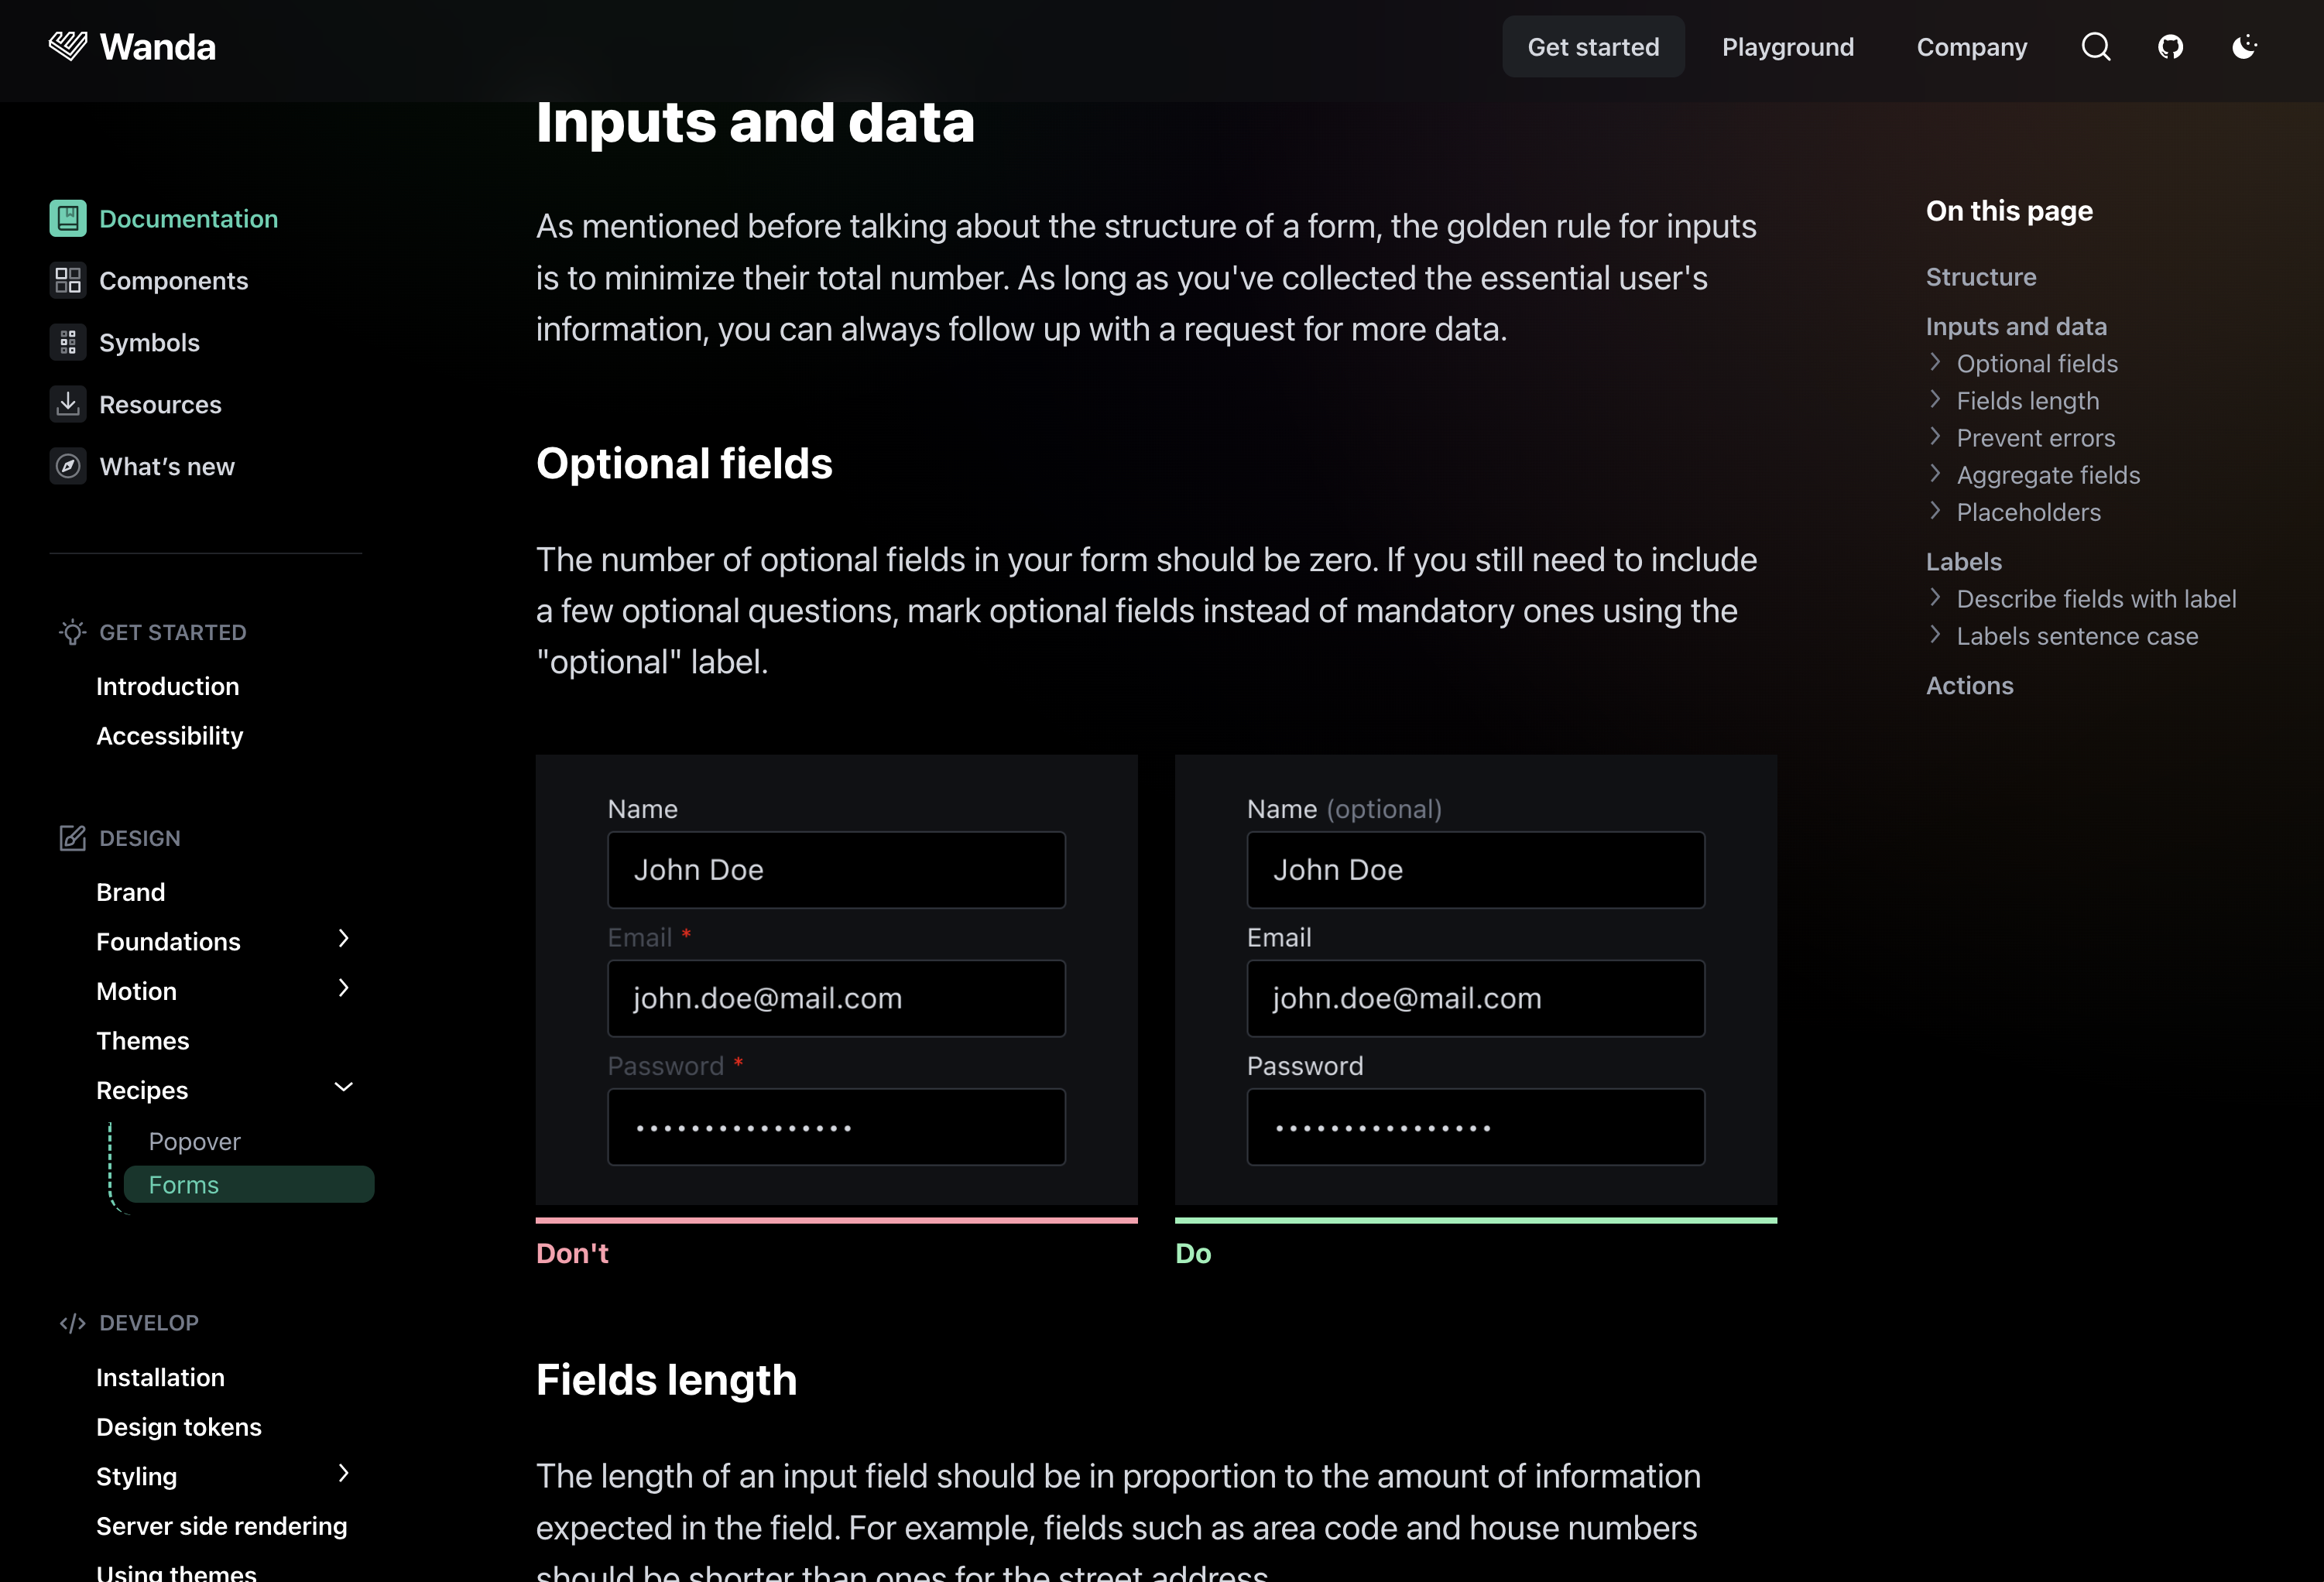 Wanda
Get started
Playground
Company
Documentation
Components
Symbols
Resources
What’s new
GET STARTED
Introduction
Accessibility
DESIGN
Brand
Foundations
Motion
Themes
Recipes
Popover
Forms
DEVELOP
Installation
Design tokens
Styling
Server side rendering
Using themes
Inputs and data
As mentioned before talking about the structure of a form, the golden rule for inputs
is to minimize their total number. As long as you've collected the essential user's
information, you can always follow up with a request for more data.
Optional fields
The number of optional fields in your form should be zero. If you still need to include
a few optional questions, mark optional fields instead of mandatory ones using the
"optional" label.
Name
John Doe
Email *
john.doe@mail.com
Password *
••••••••••••••••
Don't
Name (optional)
John Doe
Email
john.doe@mail.com
Password
••••••••••••••••
Do
Fields length
The length of an input field should be in proportion to the amount of information
expected in the field. For example, fields such as area code and house numbers
should be shorter than ones for the street address.
On this page
Structure
Inputs and data
Optional fields
Fields length
Prevent errors
Aggregate fields
Placeholders
Labels
Describe fields with label
Labels sentence case
Actions